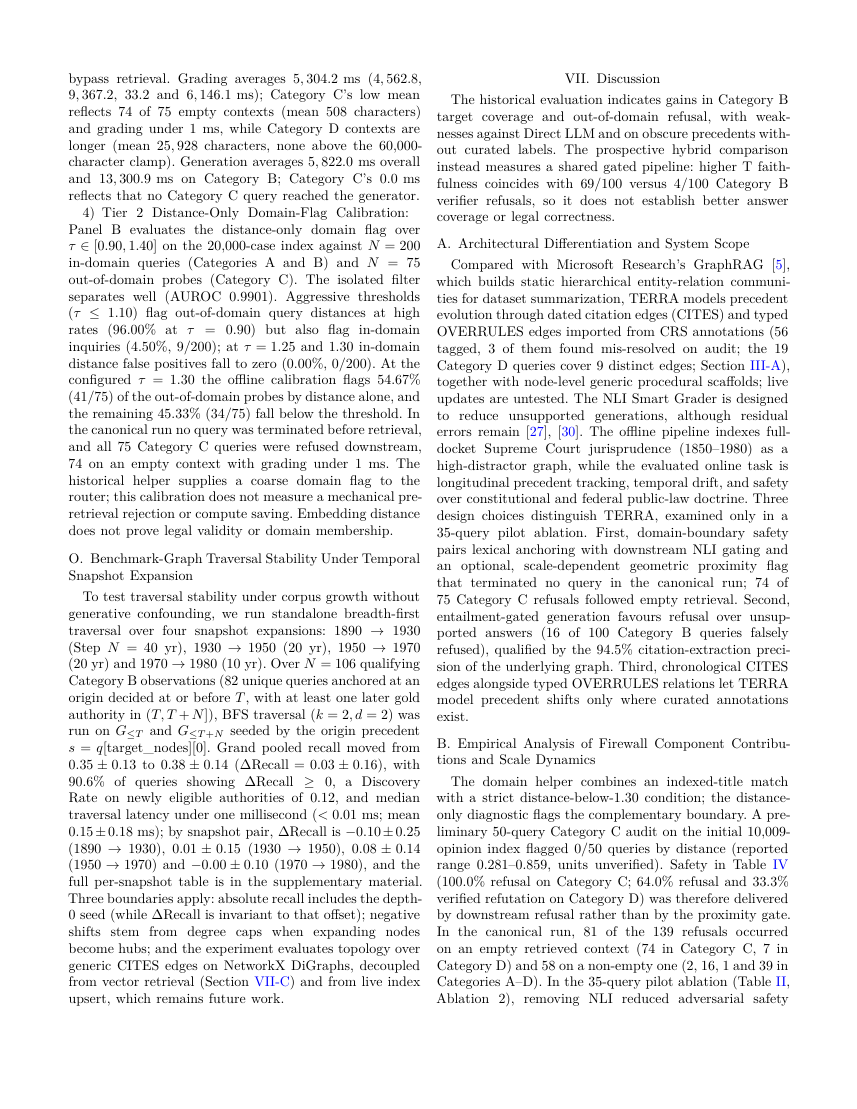 bypass retrieval. Grading averages 5,304.2 ms (4,562.8,
9,367.2, 33.2 and 6,146.1 ms); Category C's low mean
reflects 74 of 75 empty contexts (mean 508 characters)
and grading under 1 ms, while Category D contexts are
longer (mean 25,928 characters, none above the 60,000-
character clamp). Generation averages 5,822.0 ms overall
and 13,300.9 ms on Category B; Category C's 0.0 ms
reflects that no Category C query reached the generator.
4) Tier 2 Distance-Only Domain-Flag Calibration:
Panel B evaluates the distance-only domain flag over
τ ∈ [0.90, 1.40] on the 20,000-case index against N = 200
in-domain queries (Categories A and B) and N = 75
out-of-domain probes (Category C). The isolated filter
separates well (AUROC 0.9901). Aggressive thresholds
(τ ≤ 1.10) flag out-of-domain query distances at high
rates (96.00% at τ = 0.90) but also flag in-domain
inquiries (4.50%, 9/200); at τ = 1.25 and 1.30 in-domain
distance false positives fall to zero (0.00%, 0/200). At the
configured τ = 1.30 the offline calibration flags 54.67%
(41/75) of the out-of-domain probes by distance alone, and
the remaining 45.33% (34/75) fall below the threshold. In
the canonical run no query was terminated before retrieval,
and all 75 Category C queries were refused downstream,
74 on an empty context with grading under 1 ms. The
historical helper supplies a coarse domain flag to the
router; this calibration does not measure a mechanical pre-
retrieval rejection or compute saving. Embedding distance
does not prove legal validity or domain membership.
O. Benchmark-Graph Traversal Stability Under Temporal
Snapshot Expansion
To test traversal stability under corpus growth without
generative confounding, we run standalone breadth-first
traversal over four snapshot expansions: 1890 → 1930
(Step N = 40 yr), 1930 → 1950 (20 yr), 1950 → 1970
(20 yr) and 1970 → 1980 (10 yr). Over N = 106 qualifying
Category B observations (82 unique queries anchored at an
origin decided at or before T, with at least one later gold
authority in (T, T + N]), BFS traversal (k = 2, d = 2) was
run on G≤T and G≤T+N seeded by the origin precedent
s = q[target_nodes][0]. Grand pooled recall moved from
0.35 ± 0.13 to 0.38 ± 0.14 (ΔRecall = 0.03 ± 0.16), with
90.6% of queries showing ΔRecall ≥ 0, a Discovery
Rate on newly eligible authorities of 0.12, and median
traversal latency under one millisecond (< 0.01 ms; mean
0.15 ± 0.18 ms); by snapshot pair, ΔRecall is −0.10 ± 0.25
(1890 → 1930), 0.01 ± 0.15 (1930 → 1950), 0.08 ± 0.14
(1950 → 1970) and −0.00 ± 0.10 (1970 → 1980), and the
full per-snapshot table is in the supplementary material.
Three boundaries apply: absolute recall includes the depth-
0 seed (while ΔRecall is invariant to that offset); negative
shifts stem from degree caps when expanding nodes
become hubs; and the experiment evaluates topology over
generic CITES edges on NetworkX DiGraphs, decoupled
from vector retrieval (Section VII-C) and from live index
upsert, which remains future work.
VII. Discussion
The historical evaluation indicates gains in Category B
target coverage and out-of-domain refusal, with weak-
nesses against Direct LLM and on obscure precedents with-
out curated labels. The prospective hybrid comparison
instead measures a shared gated pipeline: higher T faith-
fulness coincides with 69/100 versus 4/100 Category B
verifier refusals, so it does not establish better answer
coverage or legal correctness.
A. Architectural Differentiation and System Scope
Compared with Microsoft Research's GraphRAG [5],
which builds static hierarchical entity-relation communi-
ties for dataset summarization, TERRA models precedent
evolution through dated citation edges (CITES) and typed
OVERRULES edges imported from CRS annotations (56
tagged, 3 of them found mis-resolved on audit; the 19
Category D queries cover 9 distinct edges; Section III-A),
together with node-level generic procedural scaffolds; live
updates are untested. The NLI Smart Grader is designed
to reduce unsupported generations, although residual
errors remain [27], [30]. The offline pipeline indexes full-
docket Supreme Court jurisprudence (1850–1980) as a
high-distractor graph, while the evaluated online task is
longitudinal precedent tracking, temporal drift, and safety
over constitutional and federal public-law doctrine. Three
design choices distinguish TERRA, examined only in a
35-query pilot ablation. First, domain-boundary safety
pairs lexical anchoring with downstream NLI gating and
an optional, scale-dependent geometric proximity flag
that terminated no query in the canonical run; 74 of
75 Category C refusals followed empty retrieval. Second,
entailment-gated generation favours refusal over unsup-
ported answers (16 of 100 Category B queries falsely
refused), qualified by the 94.5% citation-extraction preci-
sion of the underlying graph. Third, chronological CITES
edges alongside typed OVERRULES relations let TERRA
model precedent shifts only where curated annotations
exist.
B. Empirical Analysis of Firewall Component Contribu-
tions and Scale Dynamics
The domain helper combines an indexed-title match
with a strict distance-below-1.30 condition; the distance-
only diagnostic flags the complementary boundary. A pre-
liminary 50-query Category C audit on the initial 10,009-
opinion index flagged 0/50 queries by distance (reported
range 0.281–0.859, units unverified). Safety in Table IV
(100.0% refusal on Category C; 64.0% refusal and 33.3%
verified refutation on Category D) was therefore delivered
by downstream refusal rather than by the proximity gate.
In the canonical run, 81 of the 139 refusals occurred
on an empty retrieved context (74 in Category C, 7 in
Category D) and 58 on a non-empty one (2, 16, 1 and 39 in
Categories A–D). In the 35-query pilot ablation (Table II,
Ablation 2), removing NLI reduced adversarial safety